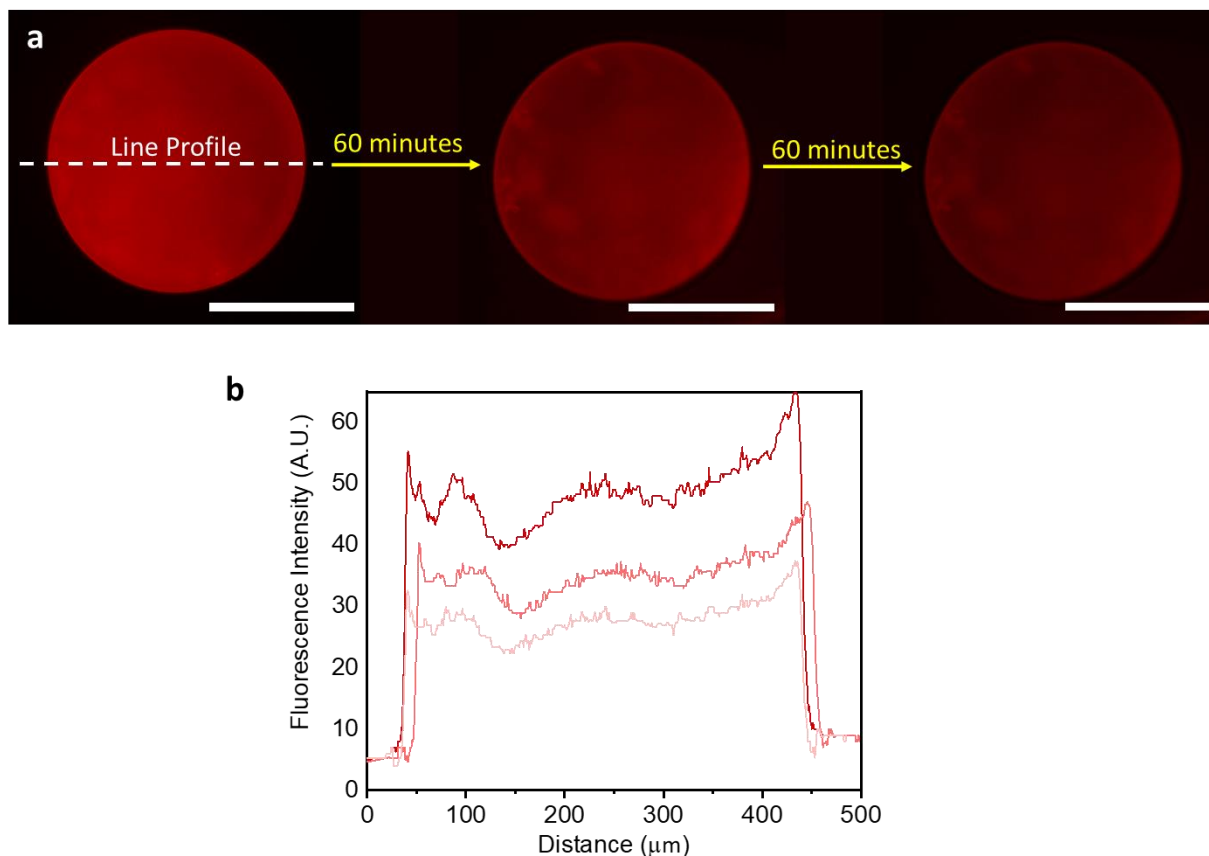 a
Line Profile
60 minutes
60 minutes
b
Fluorescence Intensity (A.U.)
60
50
40
30
20
10
0
0 100 200 300 400 500
Distance (μm)